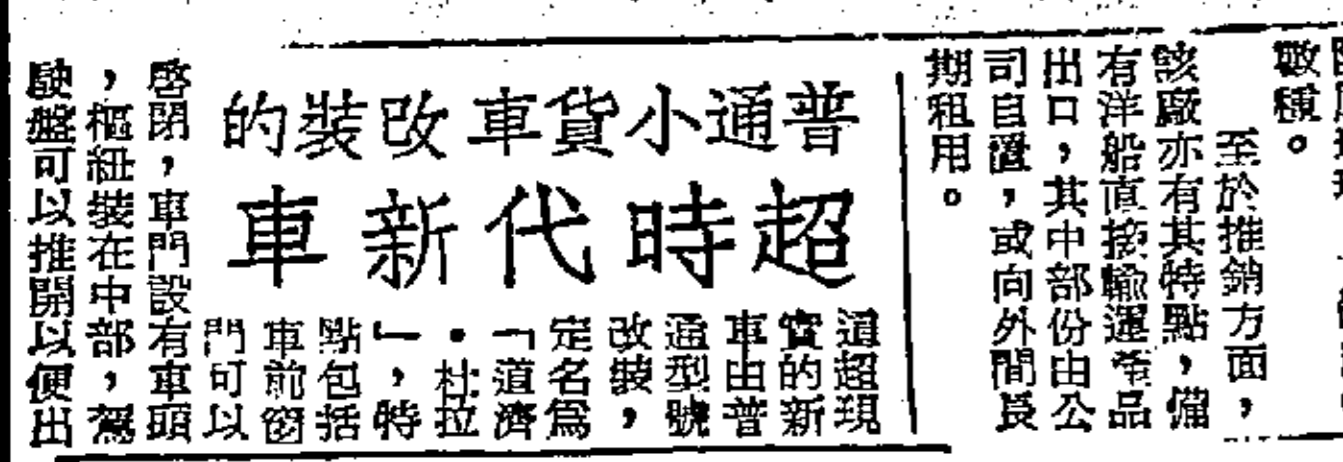 數種。
至於推銷方面，
該廠亦有其特點，備
有洋船直接輸運品
出口，其中部份由公
司自置，或向外間長
期租用。
普通小貨車改裝的
超時代新車
這超現
實的新
車由普
通型號
改裝，
定名爲
「道濟
・杜拉
」，特
點包括
車前窗
門可以
啓閉，車門設有車頭
，樞紐裝在中部，駕
駛盤可以推開以便出